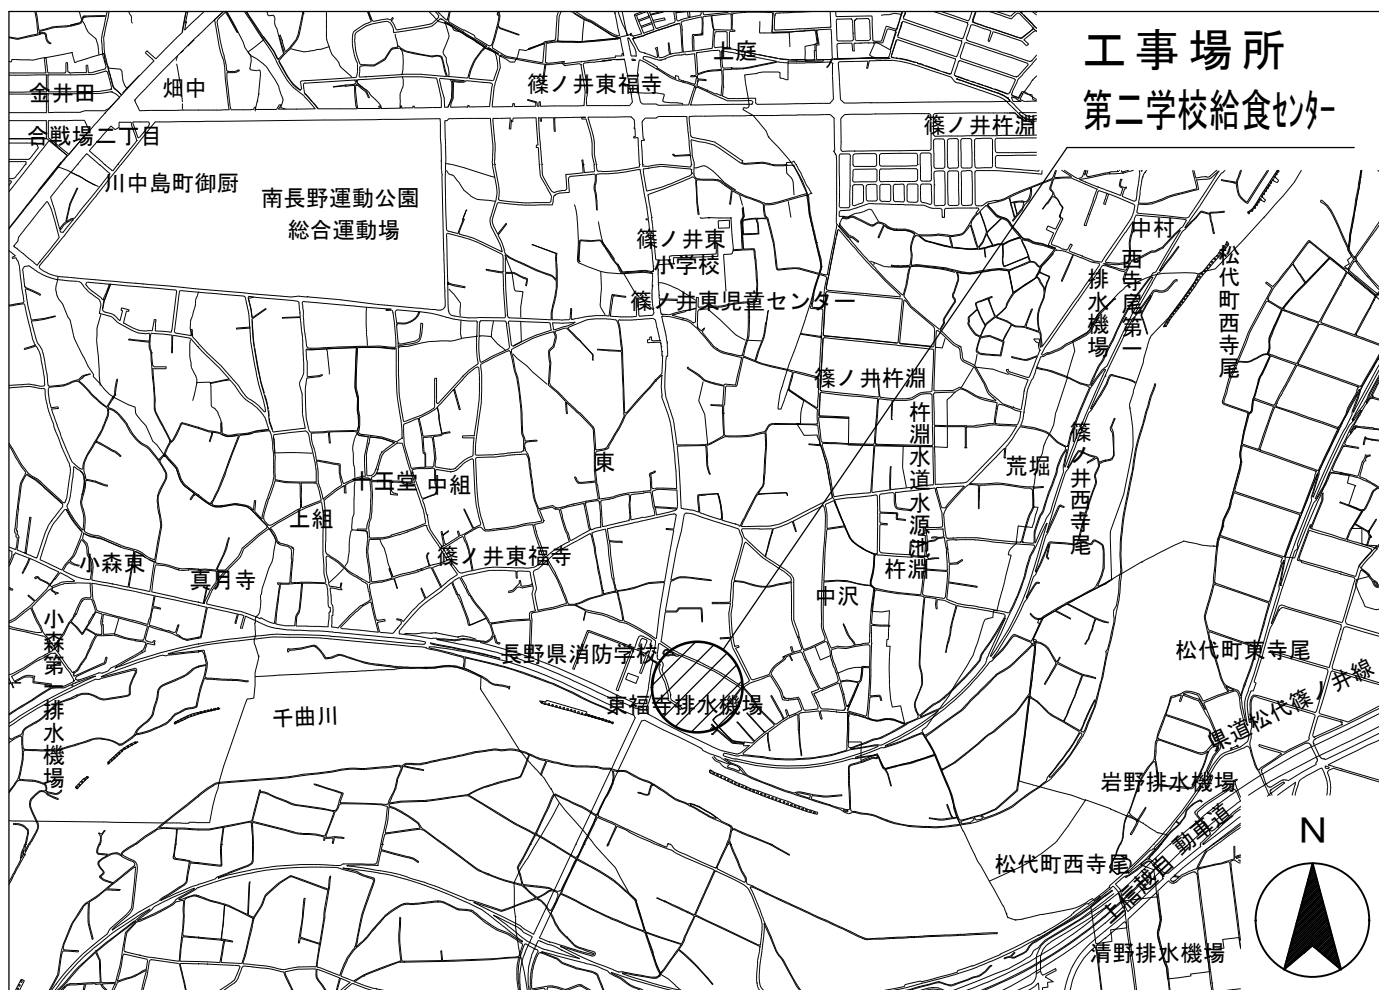 工事場所
第二学校給食ｾﾝﾀｰ
上庭
金井田
畑中
篠ノ井東福寺
合戦場二丁目
篠ノ井杵淵
川中島町御厨
南長野運動公園
総合運動場
篠ノ井東
小学校
中村
西寺尾第一
排水機場
松代町西寺尾
篠ノ井東児童センター
篠ノ井杵淵
杵淵水道水源池
篠ノ井西寺尾
東
荒堀
十五堂
中組
上組
篠ノ井東福寺
小森東
真月寺
杵淵
中沢
小森第一排水機場
長野県消防学校
松代町東寺尾
東福寺排水機場
千曲川
県道松代篠ノ井線
岩野排水機場
上信越自動車道
松代町西寺尾
清野排水機場
N